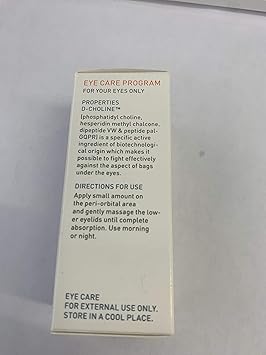 EYE CARE PROGRAM
FOR YOUR EYES ONLY
PROPERTIES
D-CHOLINE™
(phosphatidyl choline,
hesperidin methyl chalcone,
dipeptide VW & peptide pal-
GQPR) is a specific active
ingredient of biotechnologi-
cal origin which makes it
possible to fight effectively
against the aspect of bags
under the eyes.
DIRECTIONS FOR USE
Apply small amount on
the peri-orbital area
and gently massage the low-
er eyelids until complete
absorption. Use morning
or night.
EYE CARE
FOR EXTERNAL USE ONLY.
STORE IN A COOL PLACE.